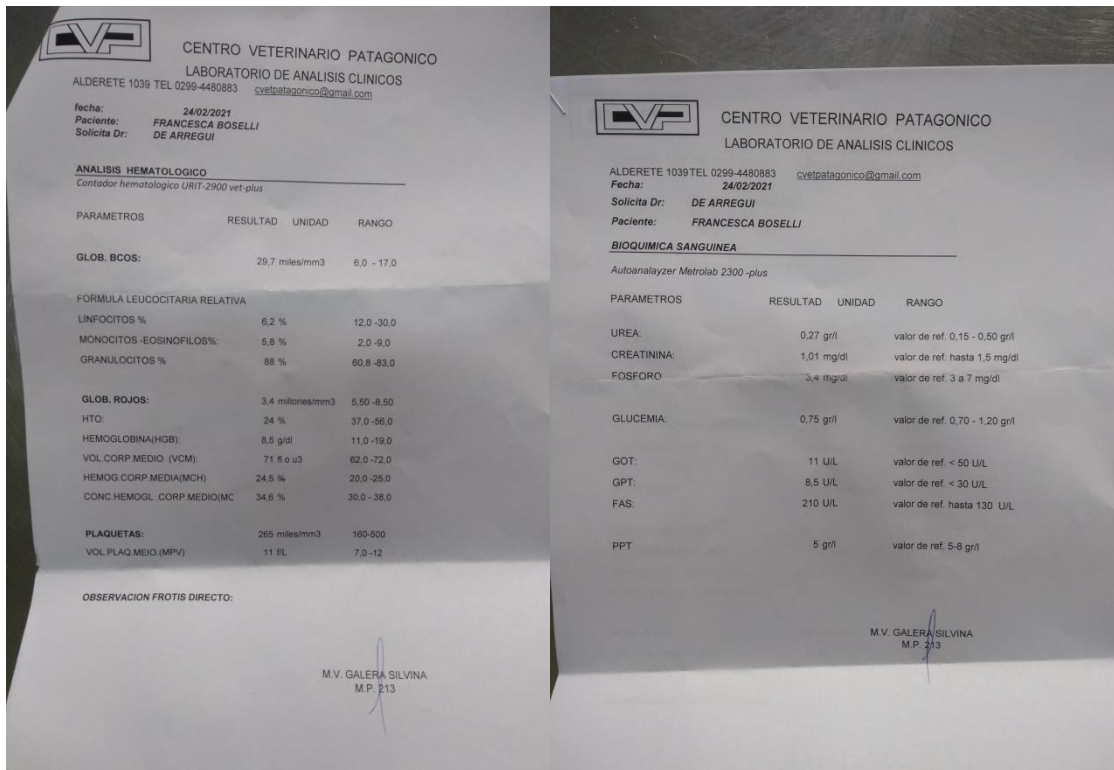 CVP
CENTRO VETERINARIO PATAGONICO
LABORATORIO DE ANALISIS CLINICOS
ALDERETE 1039 TEL 0299-4480883 cvetpatagonico@gmail.com
fecha: 24/02/2021
Paciente: FRANCESCA BOSELLI
Solicita Dr: DE ARREGUI
ANALISIS HEMATOLOGICO
Contador hematologico URIT-2900 vet-plus
PARAMETROS RESULTAD UNIDAD RANGO
GLOB. BCOS: 29,7 miles/mm3 6,0 - 17,0
FORMULA LEUCOCITARIA RELATIVA
LINFOCITOS % 6,2 % 12,0 -30,0
MONOCITOS -EOSINOFILOS%: 5,8 % 2,0 -9,0
GRANULOCITOS % 88 % 60,8 -83,0
GLOB. ROJOS: 3,4 millones/mm3 5,50 -8,50
HTO: 24 % 37,0 -56,0
HEMOGLOBINA(HGB): 8,5 g/dl 11,0 -19,0
VOL.CORP.MEDIO (VCM): 71 fl o u3 62,0 -72,0
HEMOG.CORP.MEDIA(MCH) 24,5 % 20,0 -25,0
CONC.HEMOGL .CORP.MEDIO(MC 34,6 % 30,0 - 38,0
PLAQUETAS: 265 miles/mm3 160-500
VOL.PLAQ.MEIO.(MPV) 11 f/L 7,0 -12
OBSERVACION FROTIS DIRECTO:
M.V. GALERA SILVINA
M.P. 213
CVP
CENTRO VETERINARIO PATAGONICO
LABORATORIO DE ANALISIS CLINICOS
ALDERETE 1039 TEL 0299-4480883 cvetpatagonico@gmail.com
Fecha: 24/02/2021
Solicita Dr: DE ARREGUI
Paciente: FRANCESCA BOSELLI
BIOQUIMICA SANGUINEA
Autoanalayzer Metrolab 2300 -plus
PARAMETROS RESULTAD UNIDAD RANGO
UREA: 0,27 gr/l valor de ref. 0,15 - 0,50 gr/l
CREATININA: 1,01 mg/dl valor de ref. hasta 1,5 mg/dl
FOSFORO 3,4 mg/dl valor de ref. 3 a 7 mg/dl
GLUCEMIA: 0,75 gr/l valor de ref. 0,70 - 1,20 gr/l
GOT: 11 U/L valor de ref. < 50 U/L
GPT: 8,5 U/L valor de ref. < 30 U/L
FAS: 210 U/L valor de ref. hasta 130 U/L
PPT 5 gr/l valor de ref. 5-8 gr/l
M.V. GALERA SILVINA
M.P. 213